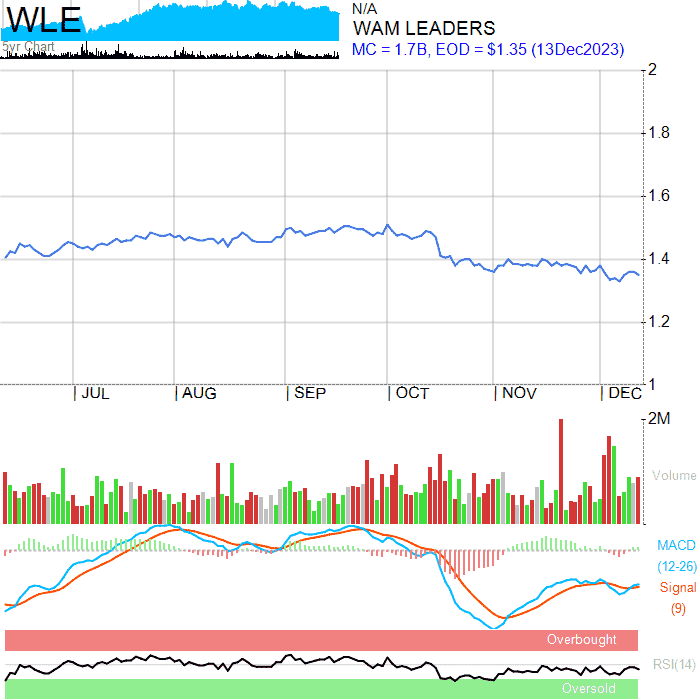 WLE
5yr Chart
N/A
WAM LEADERS
MC = 1.7B, EOD = $1.35 (13Dec2023)
2
1.8
1.6
1.4
1.2
1
| JUL | AUG | SEP | OCT | NOV | DEC
2M
Volume
MACD
(12-26)
Signal
(9)
Overbought
RSI(14)
Oversold